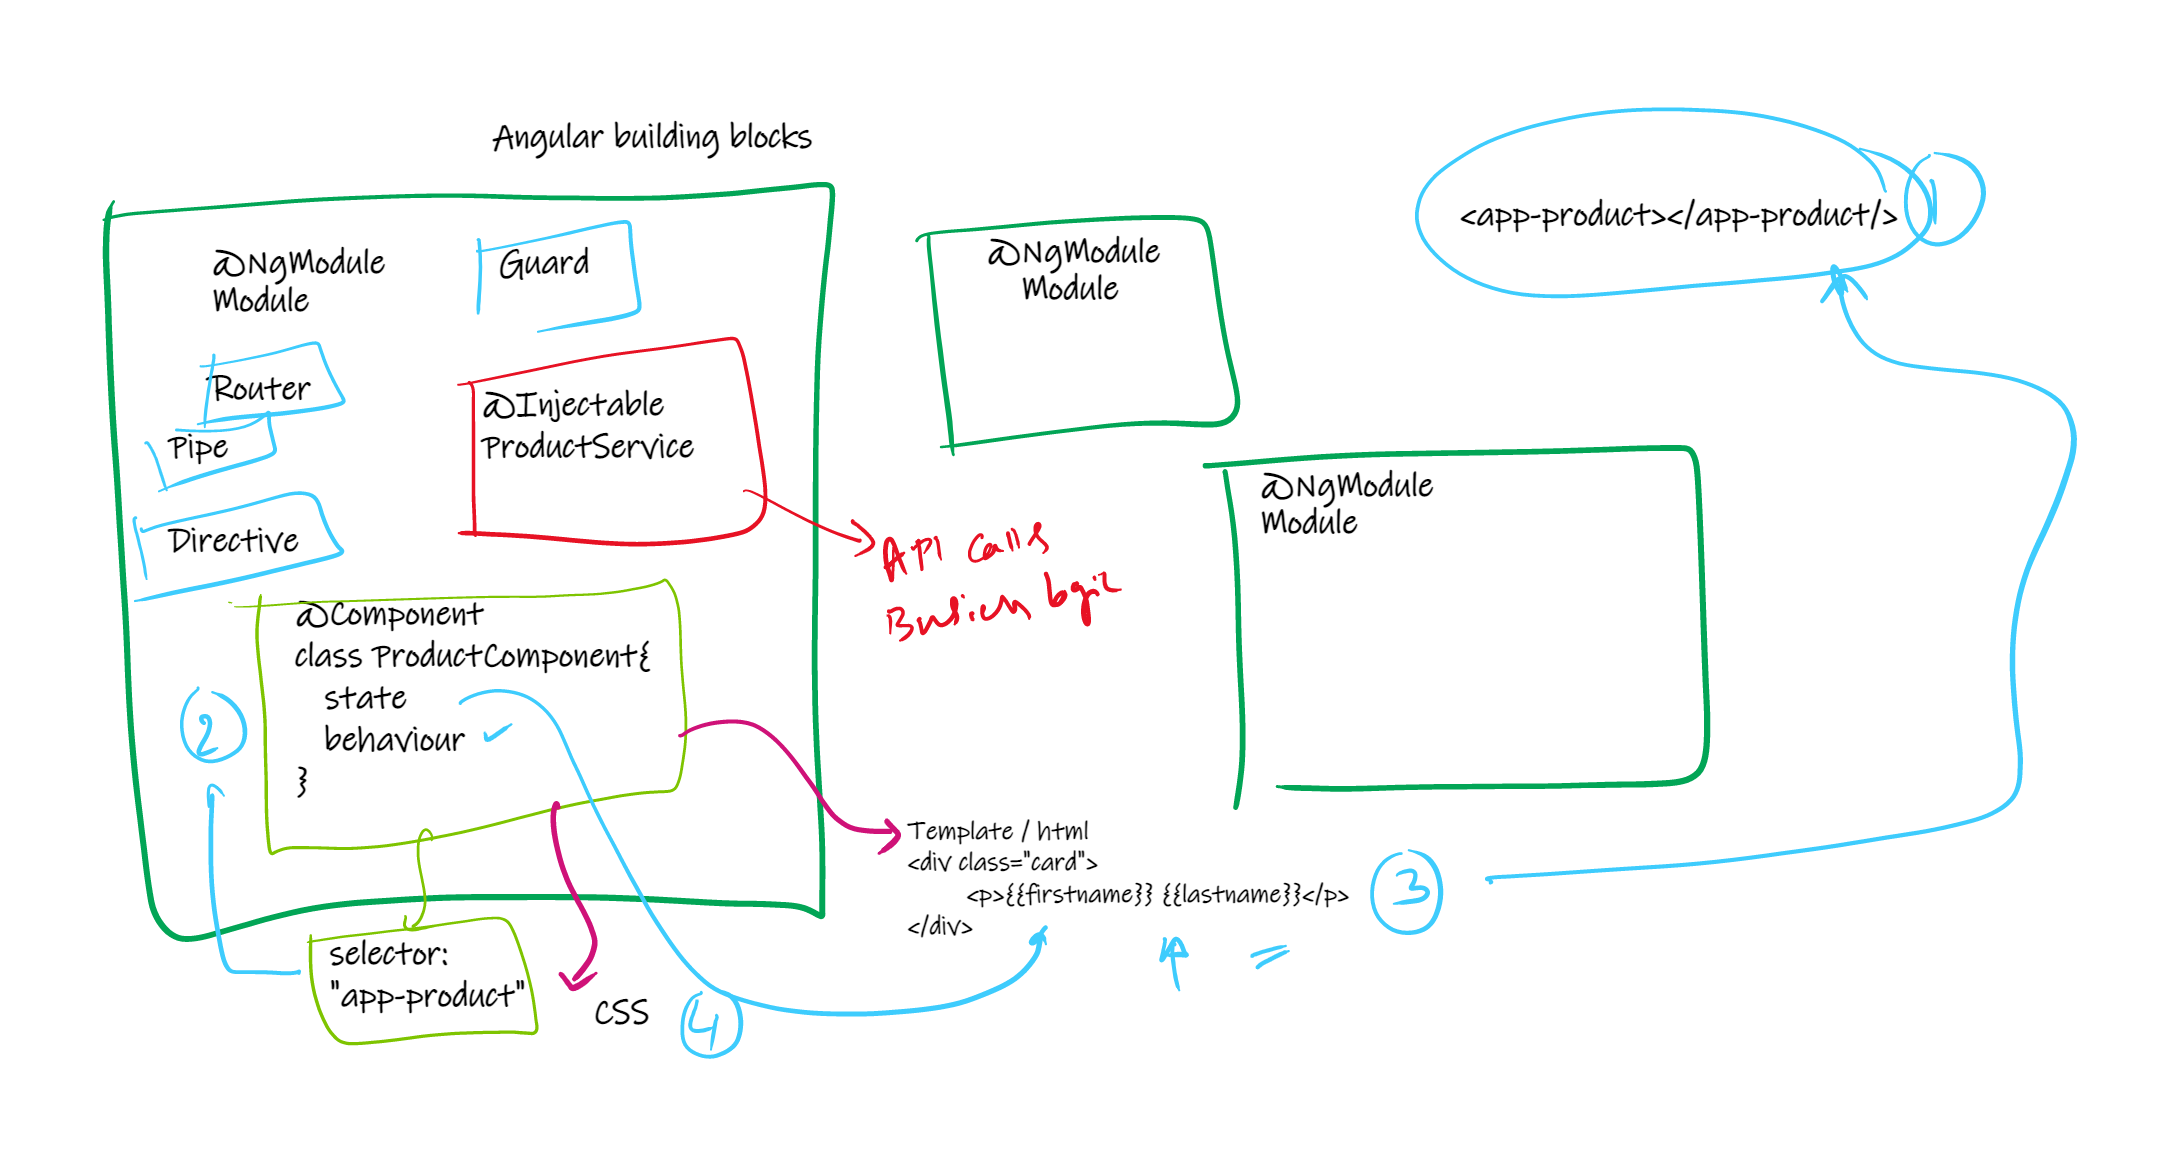 Angular building blocks
@NgModule
Module
Guard
Router
Pipe
Directive
@Injectable
ProductService
API calls
Busien logic
@Component
class ProductComponent{
state
behaviour
}
2
selector:
"app-product"
CSS
4
Template / html
<div class="card">
<p>{{firstname}} {{lastname}}</p>
</div>
3
@NgModule
Module
@NgModule
Module
<app-product></app-product/>
1